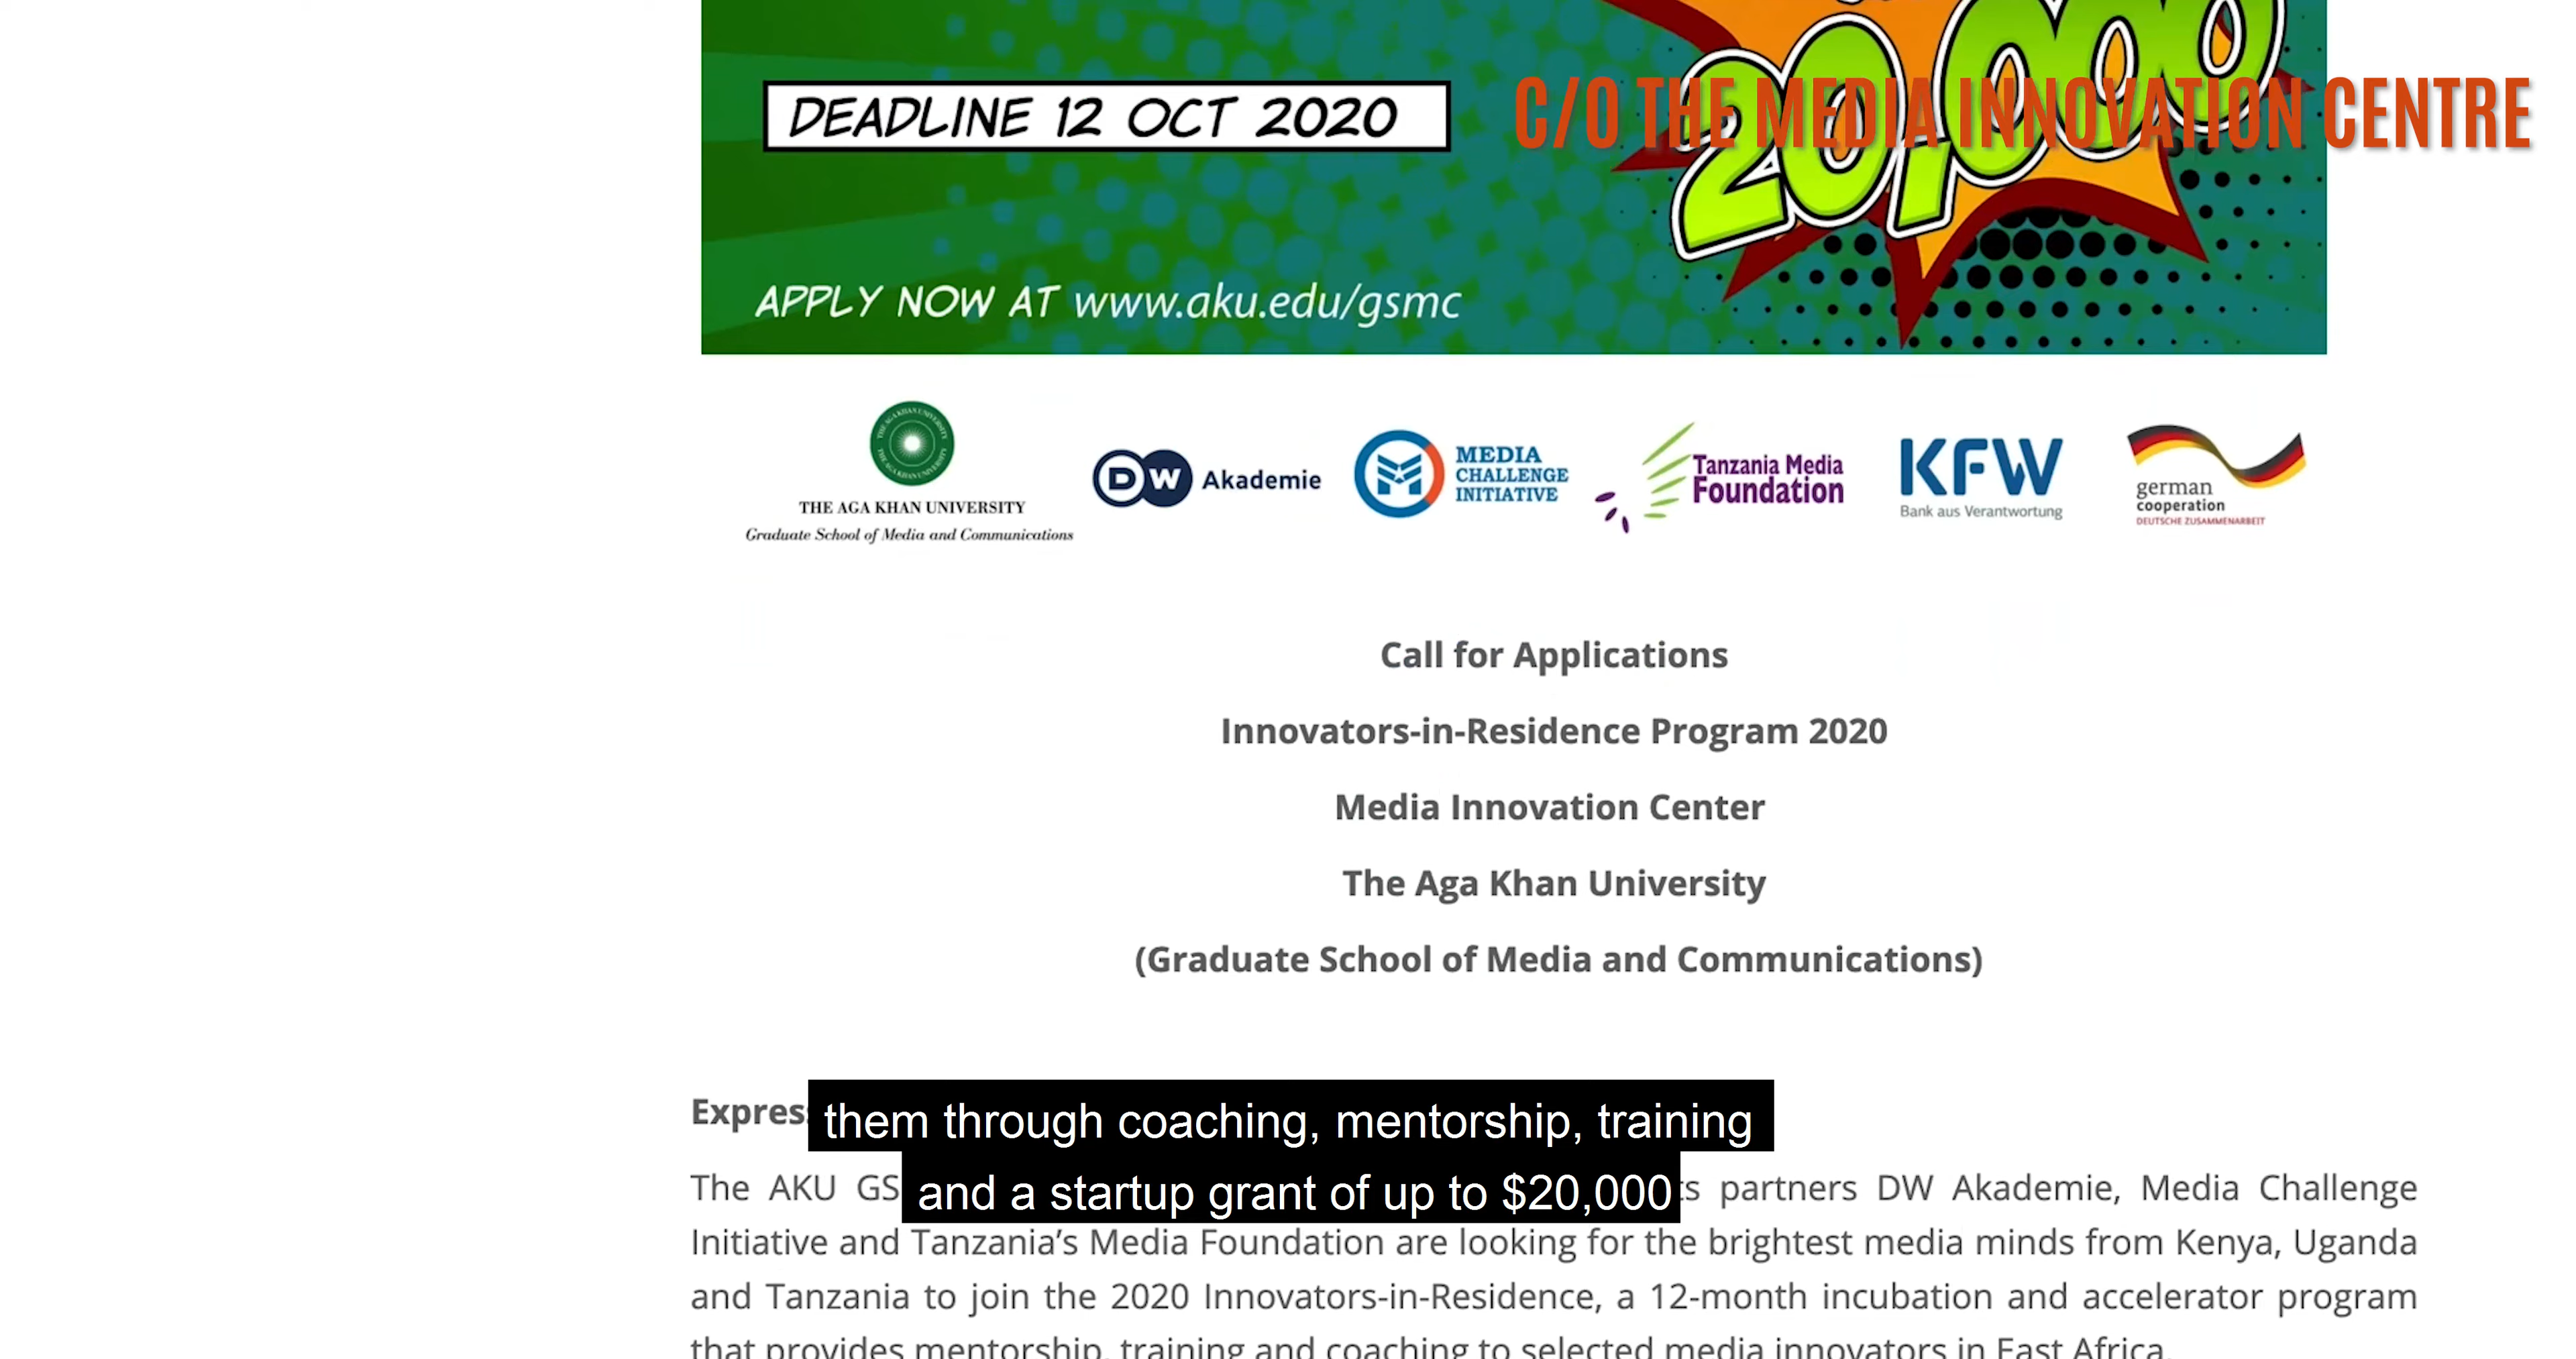 20,000
C/O THE MEDIA INNOVATION CENTRE
DEADLINE 12 OCT 2020
APPLY NOW AT www.aku.edu/gsmc
THE AGA KHAN UNIVERSITY
Graduate School of Media and Communications
DW Akademie
MEDIA
CHALLENGE
INITIATIVE
Tanzania Media
Foundation
KFW
Bank aus Verantwortung
german
cooperation
DEUTSCHE ZUSAMMENARBEIT
Call for Applications
Innovators-in-Residence Program 2020
Media Innovation Center
The Aga Khan University
(Graduate School of Media and Communications)
them through coaching, mentorship, training
and a startup grant of up to $20,000
The AKU partners DW Akademie, Media Challenge
Initiative and Tanzania's Media Foundation are looking for the brightest media minds from Kenya, Uganda
and Tanzania to join the 2020 Innovators-in-Residence, a 12-month incubation and accelerator program
that provides mentorship, training and coaching to selected media innovators in East Africa.